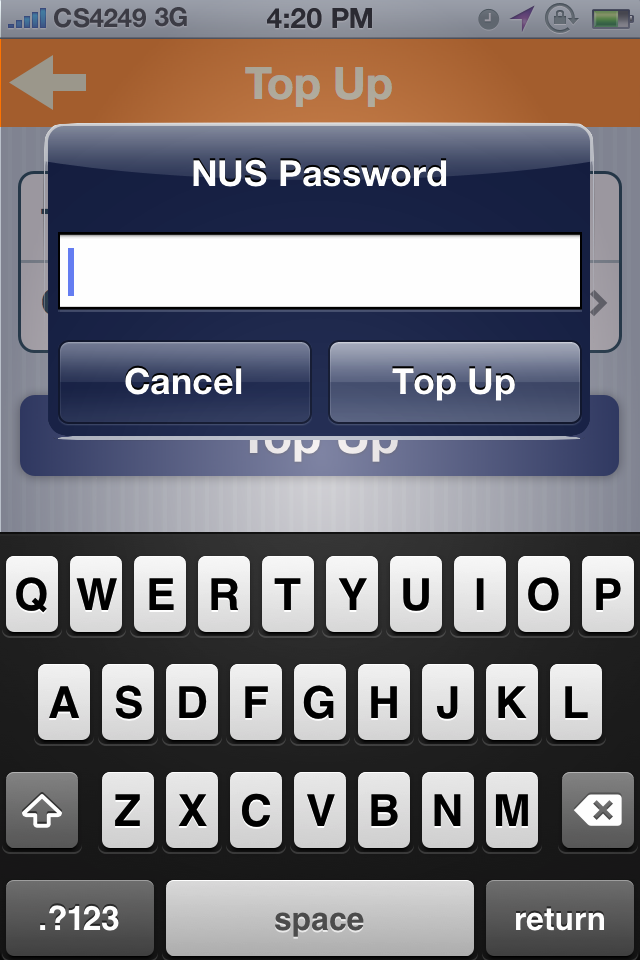 CS4249 3G 4:20 PM
Top Up
NUS Password
Cancel Top Up
Top Up
Q W E R T Y U I O P
A S D F G H J K L
Z X C V B N M
.?123 space return